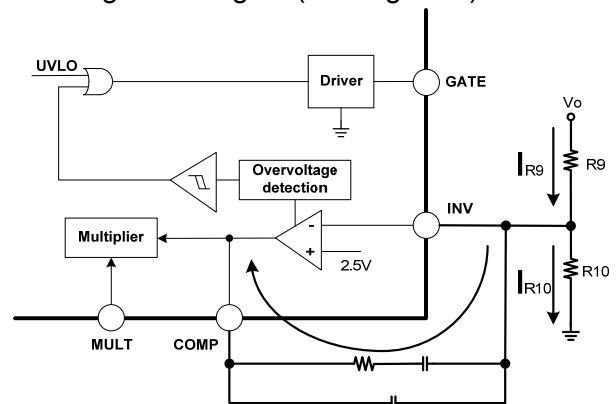 UVLO
Driver
GATE
Vo
I R9
R9
Overvoltage
detection
INV
Multiplier
-
+
2.5V
I R10
R10
MULT
COMP